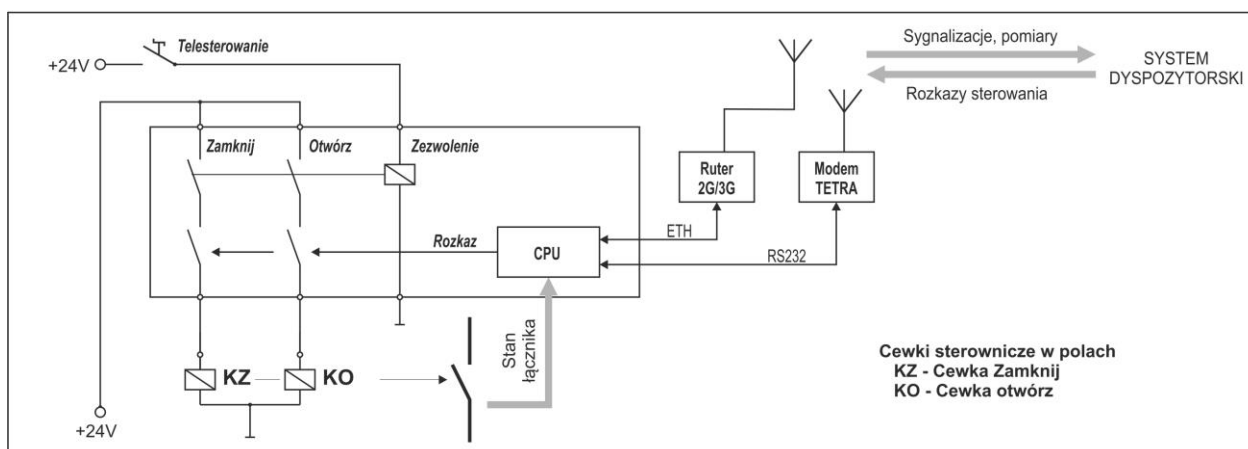 Telesterowanie
+24V
Sygnalizacje, pomiary
SYSTEM
DYSPOZYTORSKI
Rozkazy sterowania
Zamknij
Otwórz
Zezwolenie
Ruter
2G/3G
Modem
TETRA
Rozkaz
CPU
ETH
RS232
Stan
łącznika
KZ
KO
+24V
Cewki sterownicze w polach
KZ - Cewka Zamknij
KO - Cewka otwórz